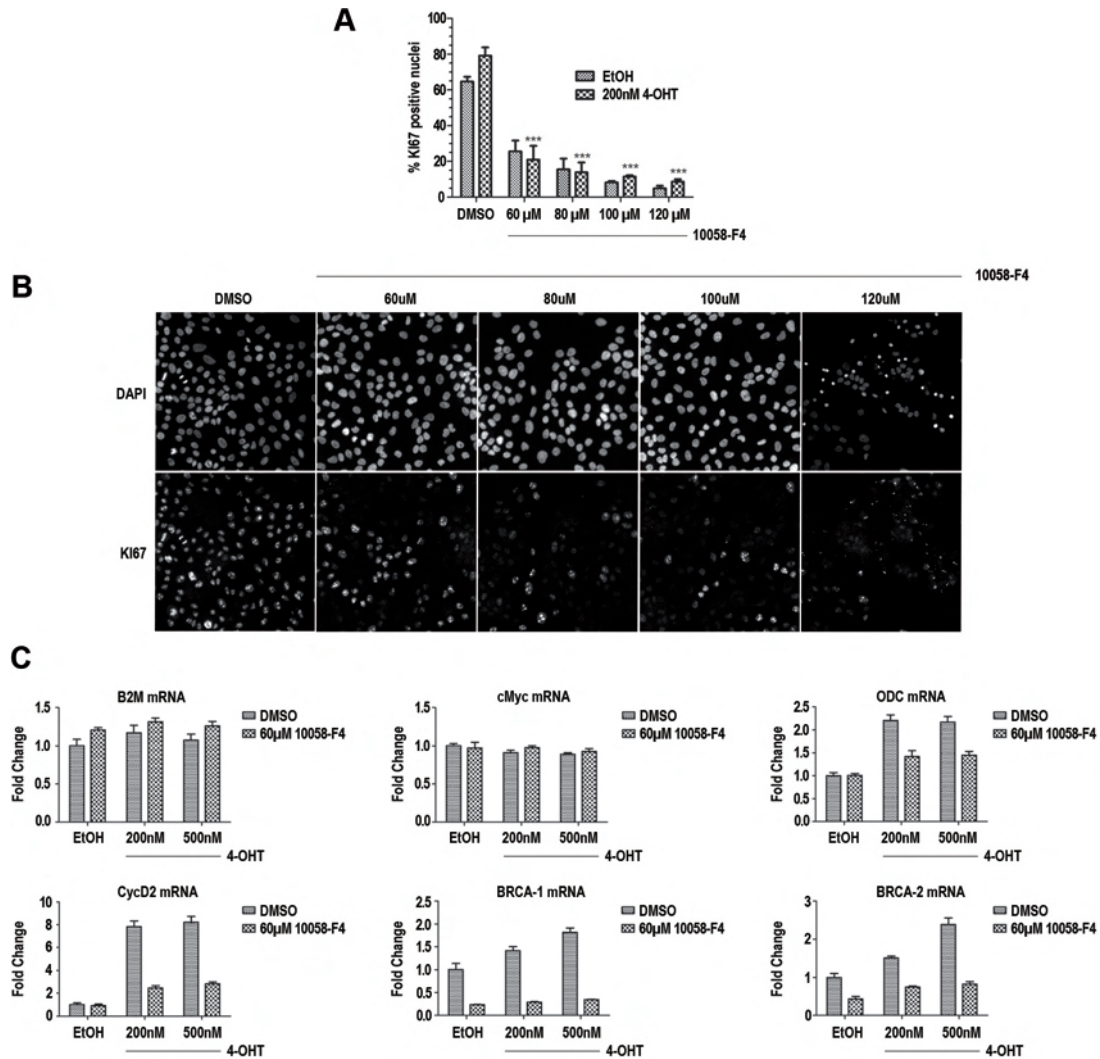 A
% KI67 positive nuclei
100
80
60
40
20
0
EtOH
200nM 4-OHT
***
***
***
***
DMSO 60 µM 80 µM 100 µM 120 µM
10058-F4
B
10058-F4
DMSO 60uM 80uM 100uM 120uM
DAPI
KI67
C
B2M mRNA
Fold Change
1.5
1.0
0.5
0.0
DMSO
60µM 10058-F4
EtOH 200nM 500nM
4-OHT
cMyc mRNA
Fold Change
1.5
1.0
0.5
0.0
DMSO
60µM 10058-F4
EtOH 200nM 500nM
4-OHT
ODC mRNA
Fold Change
2.5
2.0
1.5
1.0
0.5
0.0
DMSO
60µM 10058-F4
EtOH 200nM 500nM
4-OHT
CycD2 mRNA
Fold Change
10
8
6
4
2
0
DMSO
60µM 10058-F4
EtOH 200nM 500nM
4-OHT
BRCA-1 mRNA
Fold Change
2.5
2.0
1.5
1.0
0.5
0.0
DMSO
60µM 10058-F4
EtOH 200nM 500nM
4-OHT
BRCA-2 mRNA
Fold Change
3
2
1
0
DMSO
60µM 10058-F4
EtOH 200nM 500nM
4-OHT